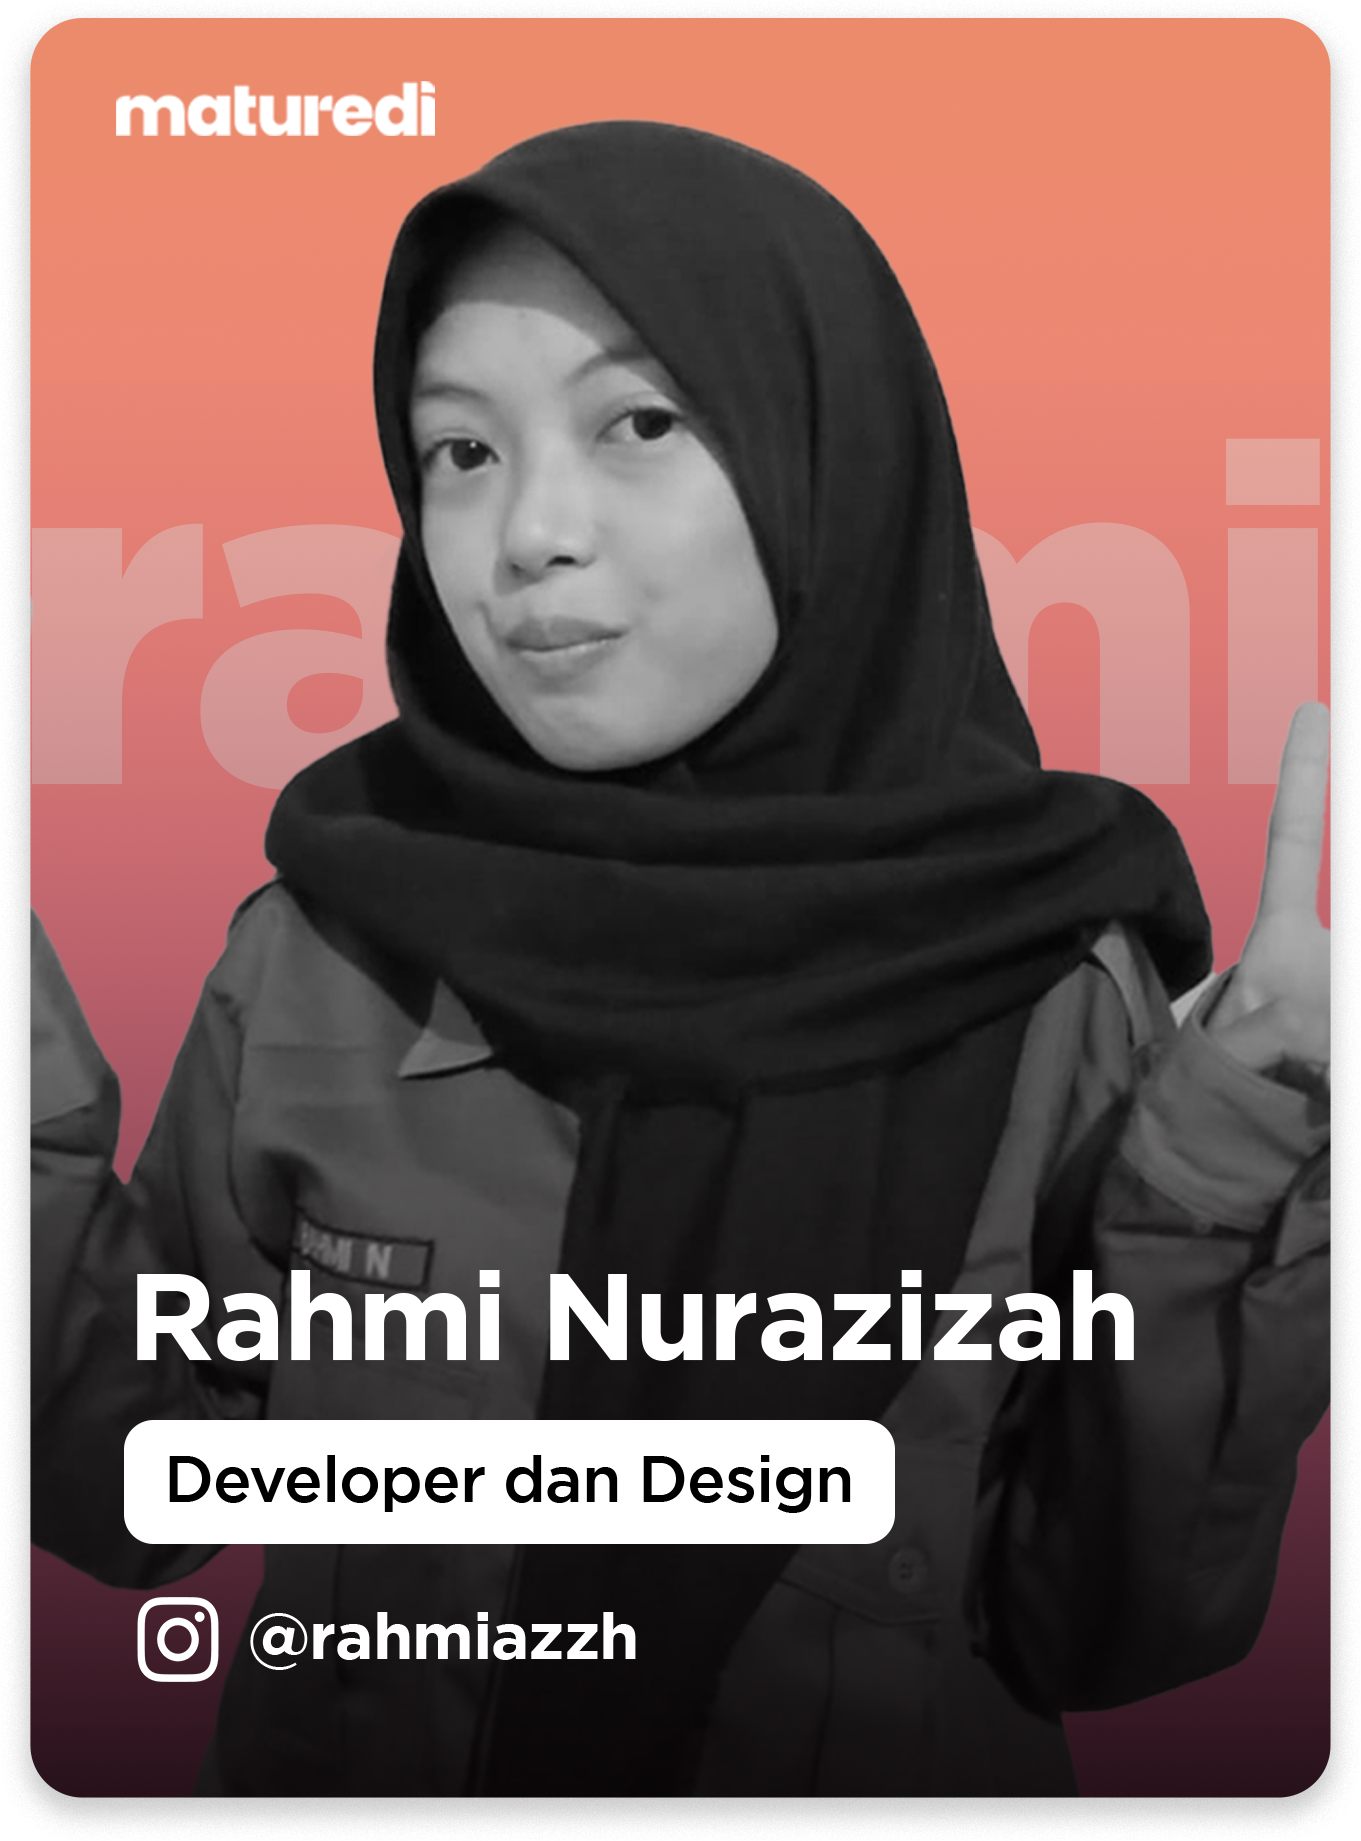 maturedi
rahmi
Rahmi Nurazizah
Developer dan Design
@rahmiazzh